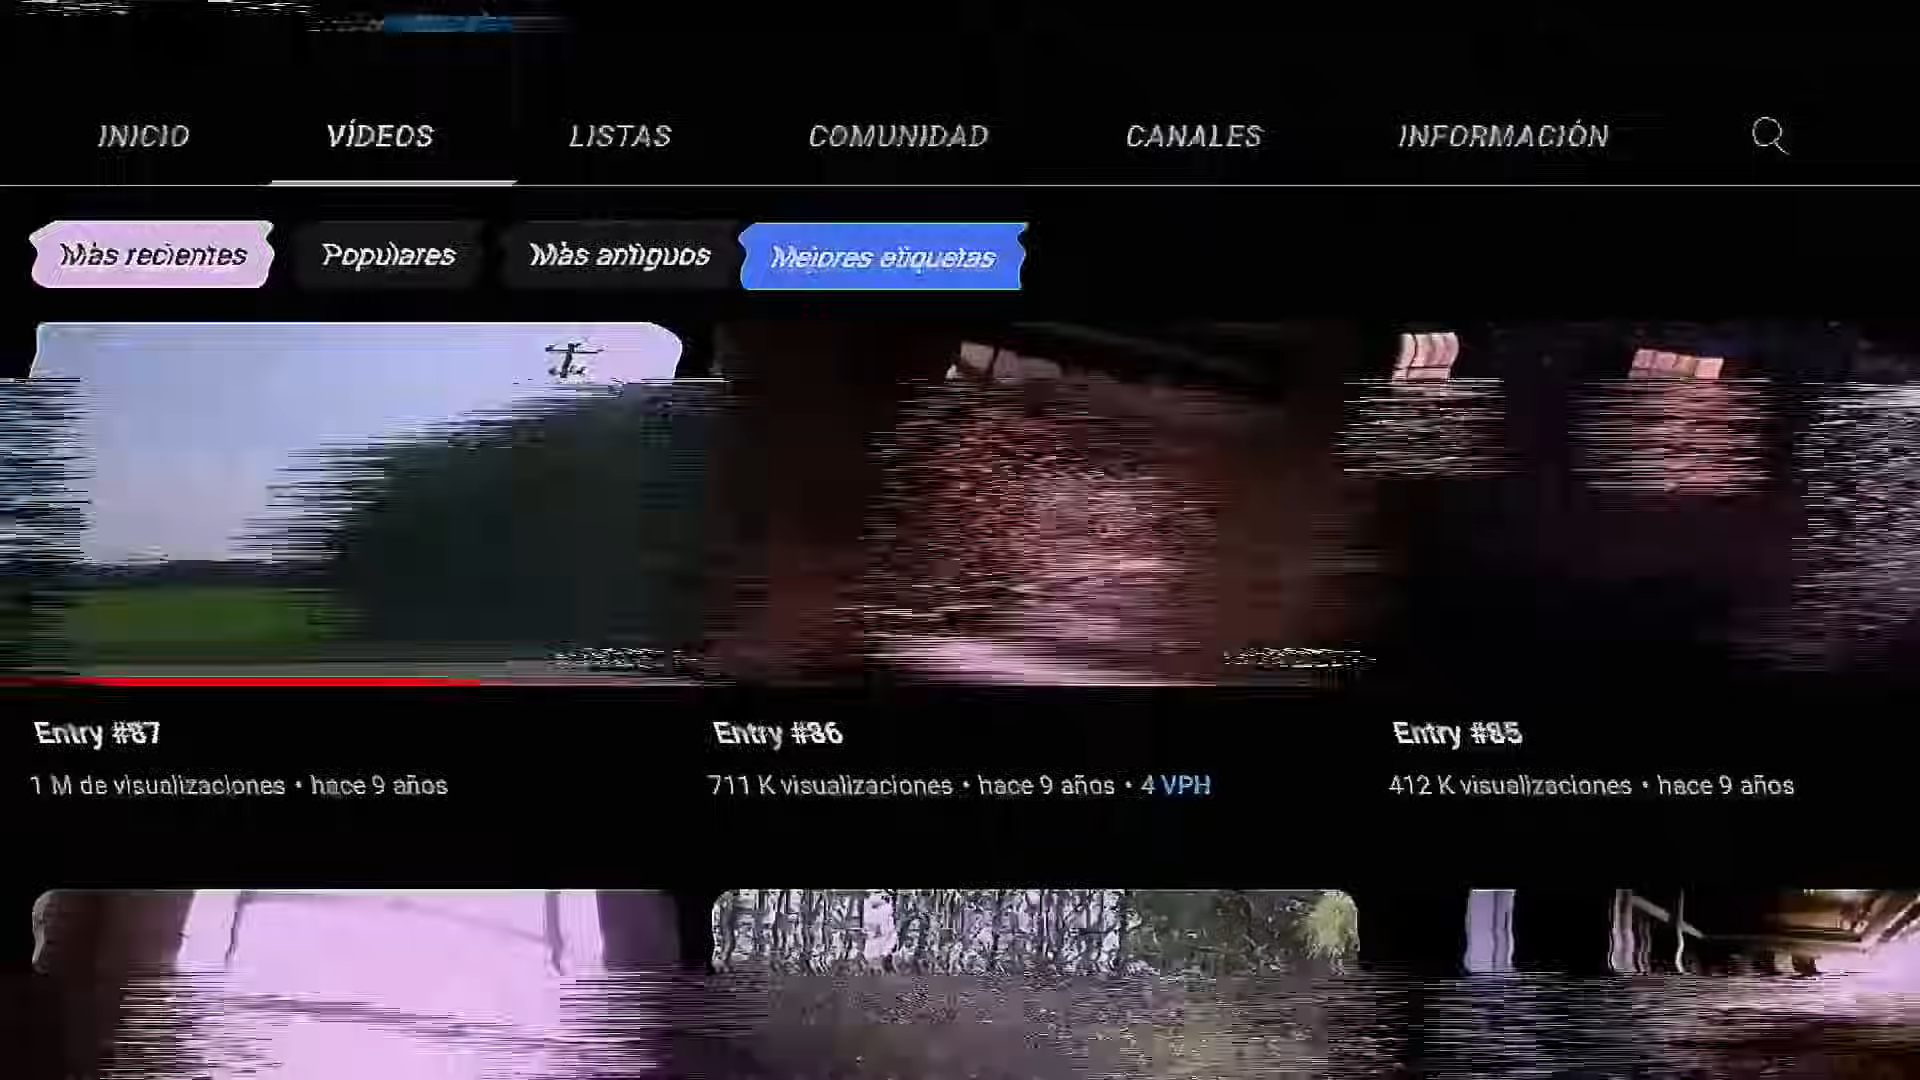 INICIO VÍDEOS LISTAS COMUNIDAD CANALES INFORMACIÓN
Más recientes Populares Más antiguos Mejores etiquetas
Entry #87 Entry #86 Entry #85
1 M de visualizaciones • hace 9 años 711 K visualizaciones • hace 9 años • 4 VPH 412 K visualizaciones • hace 9 años